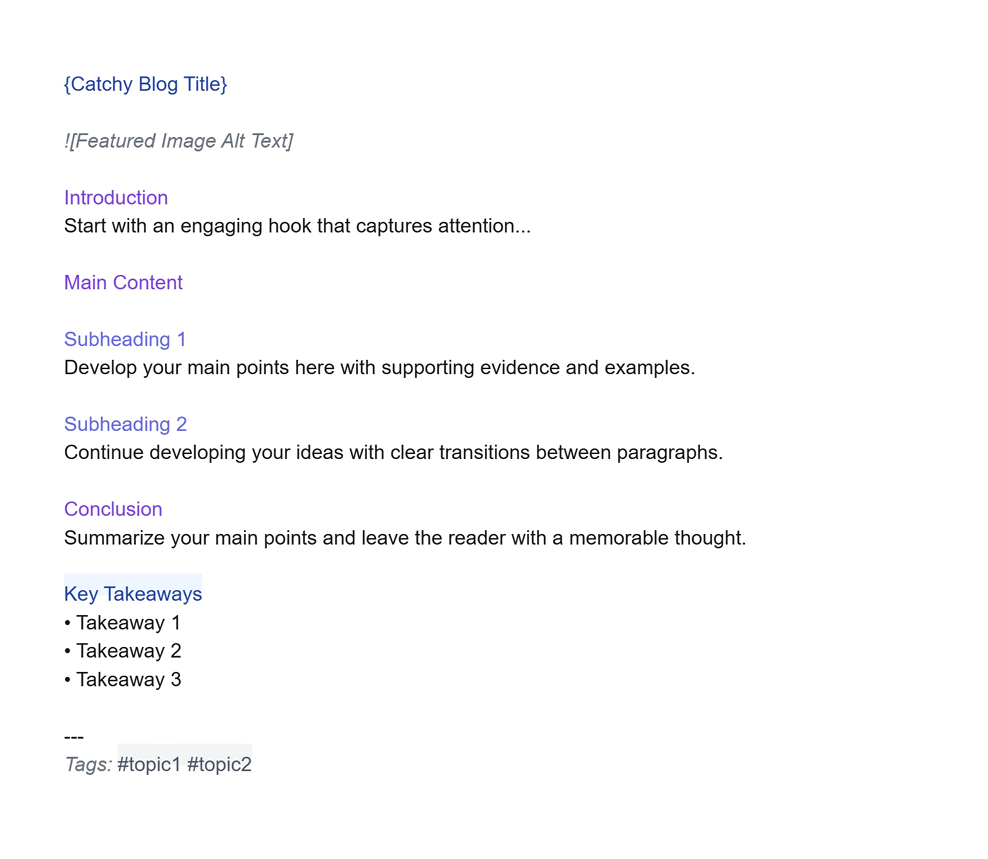 {Catchy Blog Title}
![Featured Image Alt Text]
Introduction
Start with an engaging hook that captures attention...
Main Content
Subheading 1
Develop your main points here with supporting evidence and examples.
Subheading 2
Continue developing your ideas with clear transitions between paragraphs.
Conclusion
Summarize your main points and leave the reader with a memorable thought.
Key Takeaways
• Takeaway 1
• Takeaway 2
• Takeaway 3
---
Tags: #topic1 #topic2